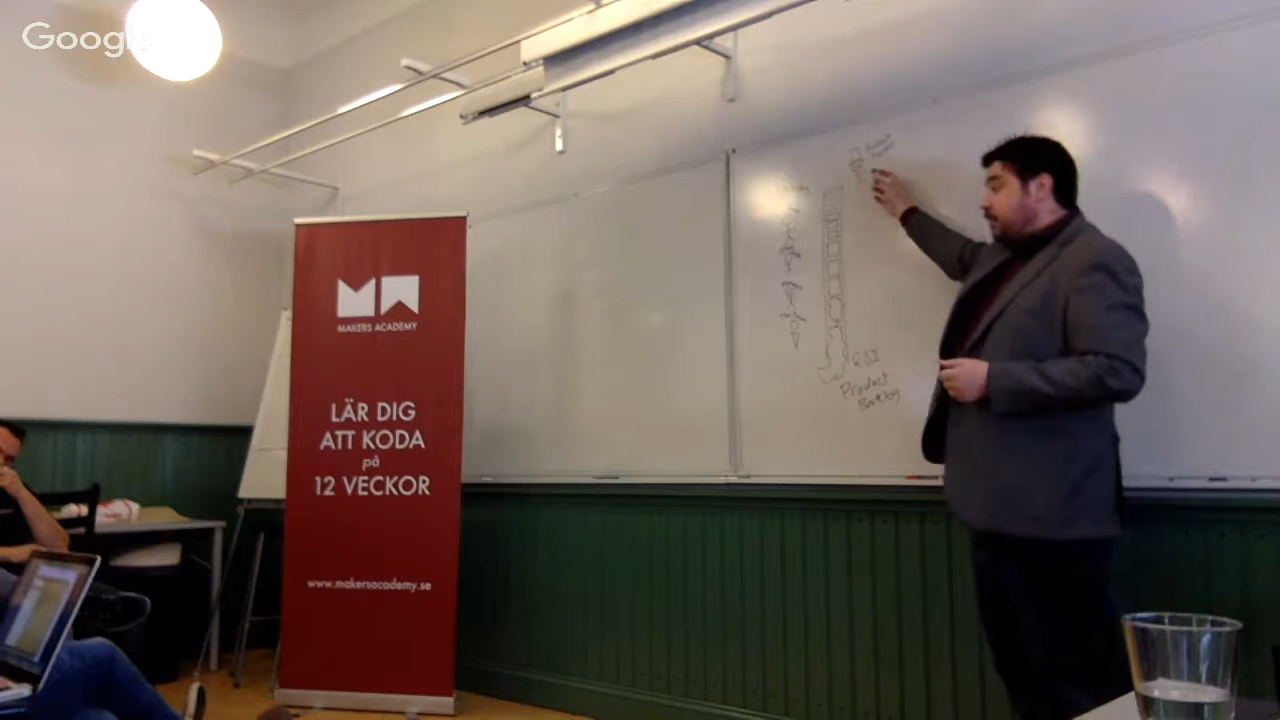 Google
MAKERS ACADEMY
LÄR DIG
ATT KODA
på
12 VECKOR
www.makersacademy.se
Product
Backlog